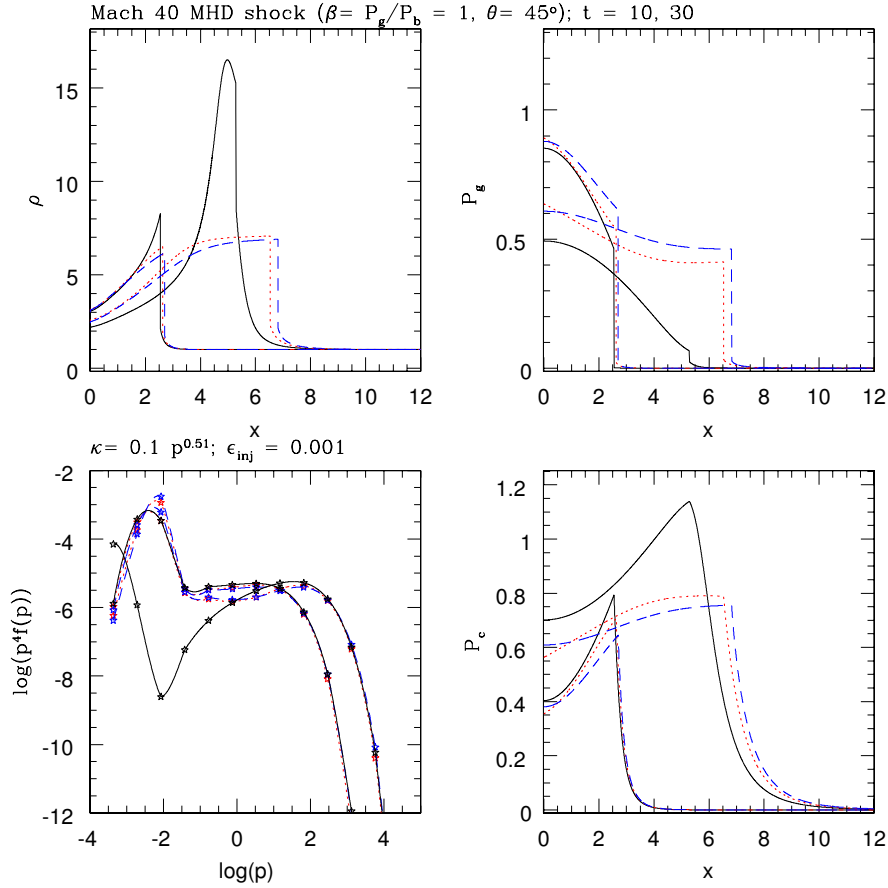 Mach 40 MHD shock (β= P_g/P_b = 1, θ= 45°); t = 10, 30
15
10
5
0
ρ
0 2 4 6 8 10 12
x
1
0.5
0
P_g
0 2 4 6 8 10 12
x
κ= 0.1 p^0.51; ϵ_inj = 0.001
-2
-4
-6
-8
-10
-12
log(p⁴f(p))
-4 -2 0 2 4
log(p)
1.2
1
0.8
0.6
0.4
0.2
0
P_c
0 2 4 6 8 10 12
x